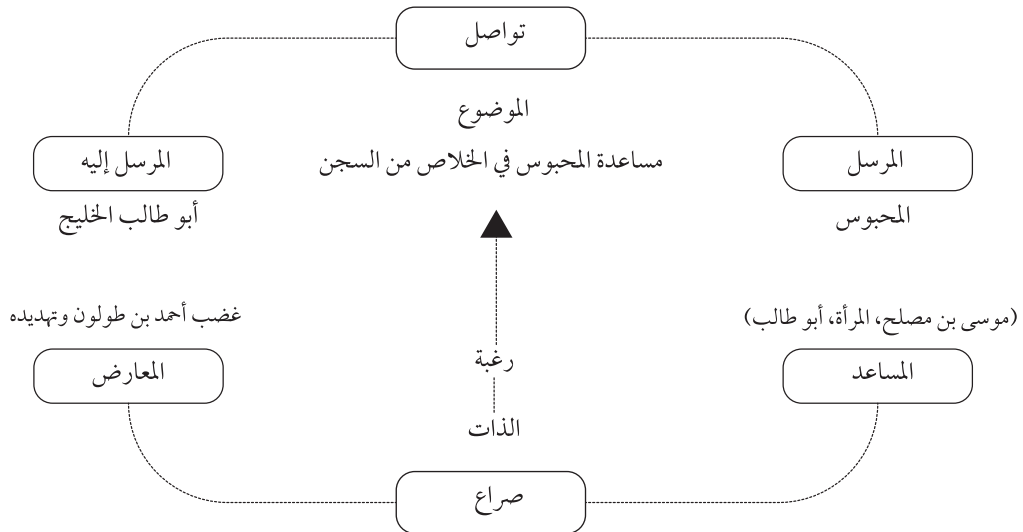 تواصل
الموضوع
المرسل
مساعدة المحبوس في الخلاص من السجن
المرسل إليه
المحبوس
أبو طالب الخليج
(موسى بن مصلح، المرأة، أبو طالب)
غضب أحمد بن طولون وتهديده
المساعد
رغبة
المعارض
الذات
صراع